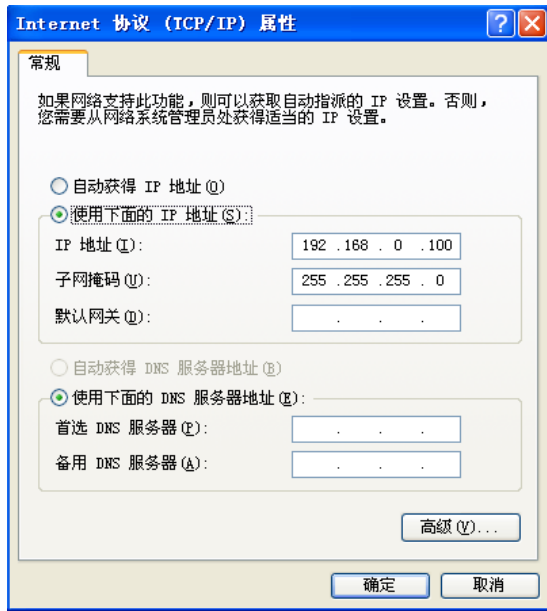 Internet 协议 (TCP/IP) 属性
常规
如果网络支持此功能,则可以获取自动指派的 IP 设置。否则,
您需要从网络系统管理员处获得适当的 IP 设置。
自动获得 IP 地址(O)
使用下面的 IP 地址(S):
IP 地址(I): 192 .168 . 0 .100
子网掩码(U): 255 .255 .255 . 0
默认网关(D): . . .
自动获得 DNS 服务器地址(B)
使用下面的 DNS 服务器地址(E):
首选 DNS 服务器(P): . . .
备用 DNS 服务器(A): . . .
高级(V)...
确定 取消